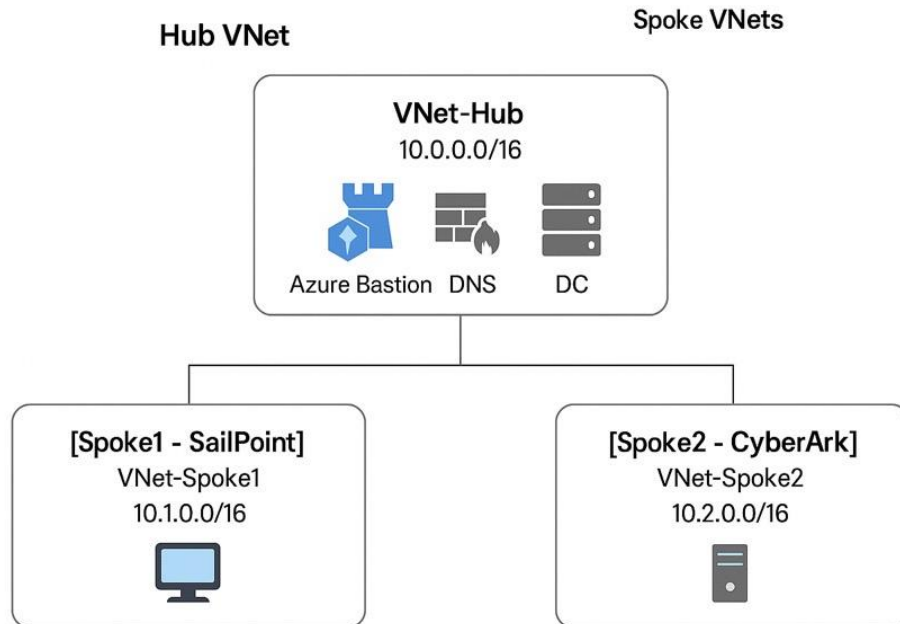 Hub VNet
Spoke VNets
VNet-Hub
10.0.0.0/16
Azure Bastion
DNS
DC
[Spoke1 - SailPoint]
VNet-Spoke1
10.1.0.0/16
[Spoke2 - CyberArk]
VNet-Spoke2
10.2.0.0/16